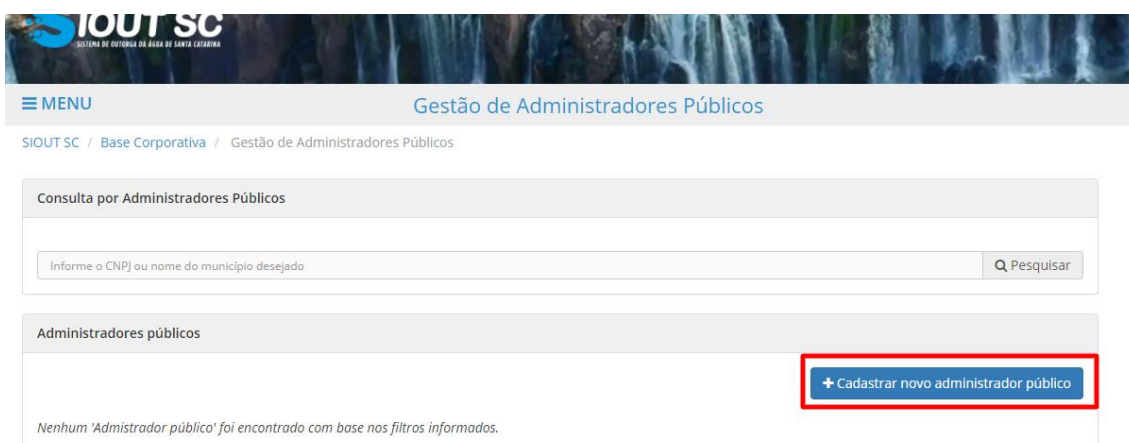 SIOUT SC
SISTEMA DE OUTORGA DA ÁGUA DE SANTA CATARINA
MENU
Gestão de Administradores Públicos
SIOUT SC / Base Corporativa / Gestão de Administradores Públicos
Consulta por Administradores Públicos
Informe o CNPJ ou nome do município desejado
Pesquisar
Administradores públicos
+ Cadastrar novo administrador público
Nenhum 'Admistrador público' foi encontrado com base nos filtros informados.